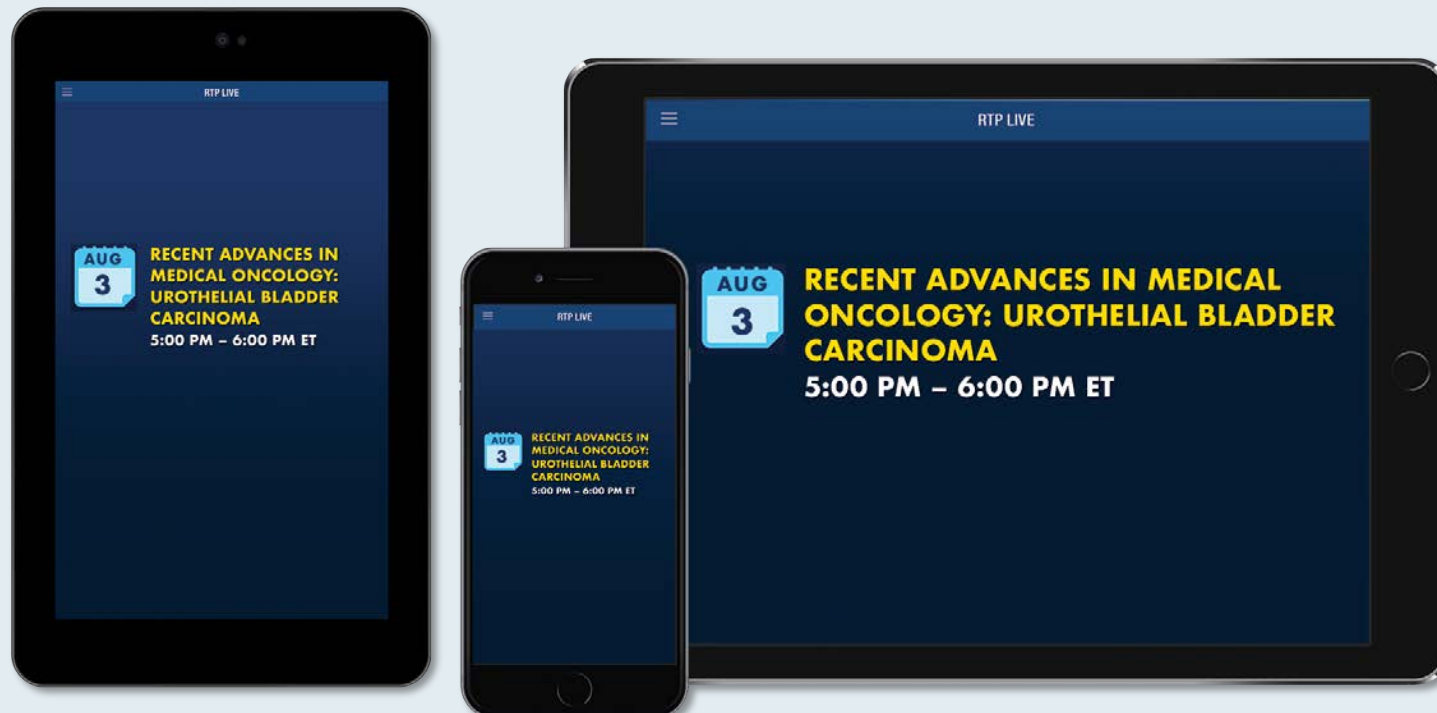 RTP LIVE
AUG
3
RECENT ADVANCES IN
MEDICAL ONCOLOGY:
UROTHELIAL BLADDER
CARCINOMA
5:00 PM – 6:00 PM ET
RTP LIVE
AUG
3
RECENT ADVANCES IN
MEDICAL ONCOLOGY:
UROTHELIAL BLADDER
CARCINOMA
5:00 PM – 6:00 PM ET
RTP LIVE
AUG
3
RECENT ADVANCES IN MEDICAL
ONCOLOGY: UROTHELIAL BLADDER
CARCINOMA
5:00 PM – 6:00 PM ET